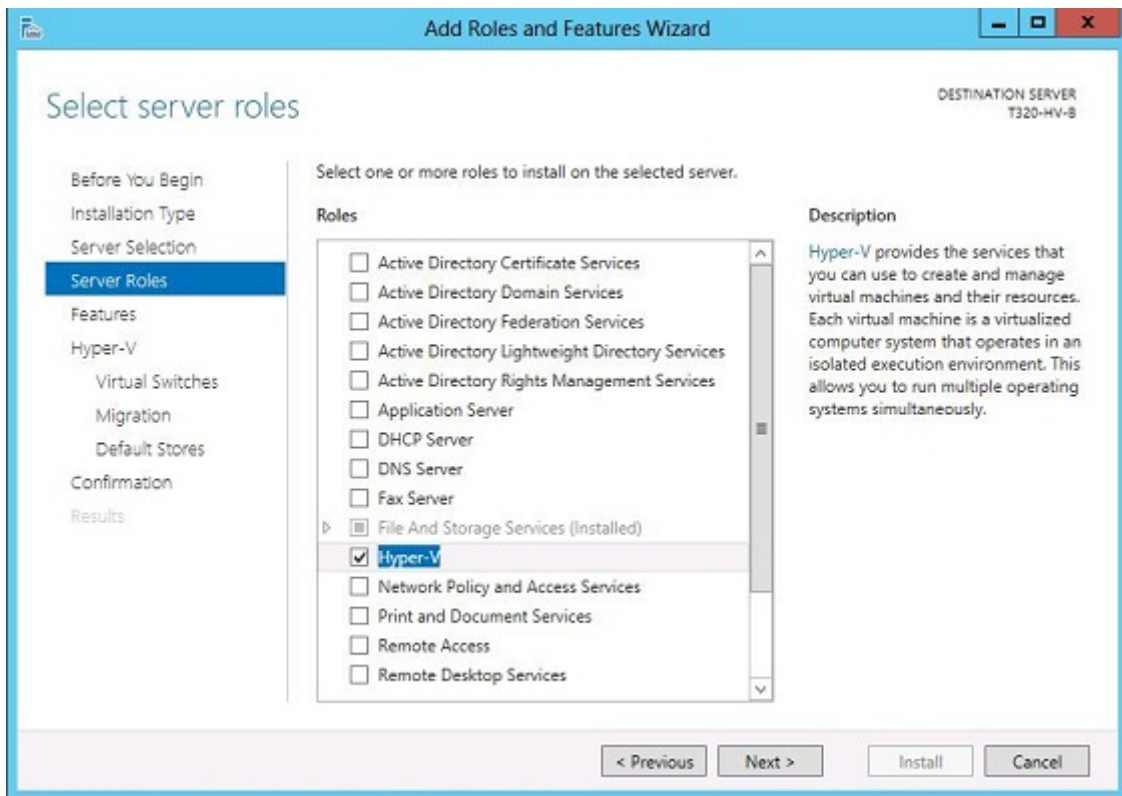 Add Roles and Features Wizard
Select server roles
DESTINATION SERVER
T320-HV-B
Before You Begin
Installation Type
Server Selection
Server Roles
Features
Hyper-V
Virtual Switches
Migration
Default Stores
Confirmation
Results
Select one or more roles to install on the selected server.
Roles
Active Directory Certificate Services
Active Directory Domain Services
Active Directory Federation Services
Active Directory Lightweight Directory Services
Active Directory Rights Management Services
Application Server
DHCP Server
DNS Server
Fax Server
File And Storage Services (Installed)
Hyper-V
Network Policy and Access Services
Print and Document Services
Remote Access
Remote Desktop Services
Description
Hyper-V provides the services that
you can use to create and manage
virtual machines and their resources.
Each virtual machine is a virtualized
computer system that operates in an
isolated execution environment. This
allows you to run multiple operating
systems simultaneously.
< Previous
Next >
Install
Cancel